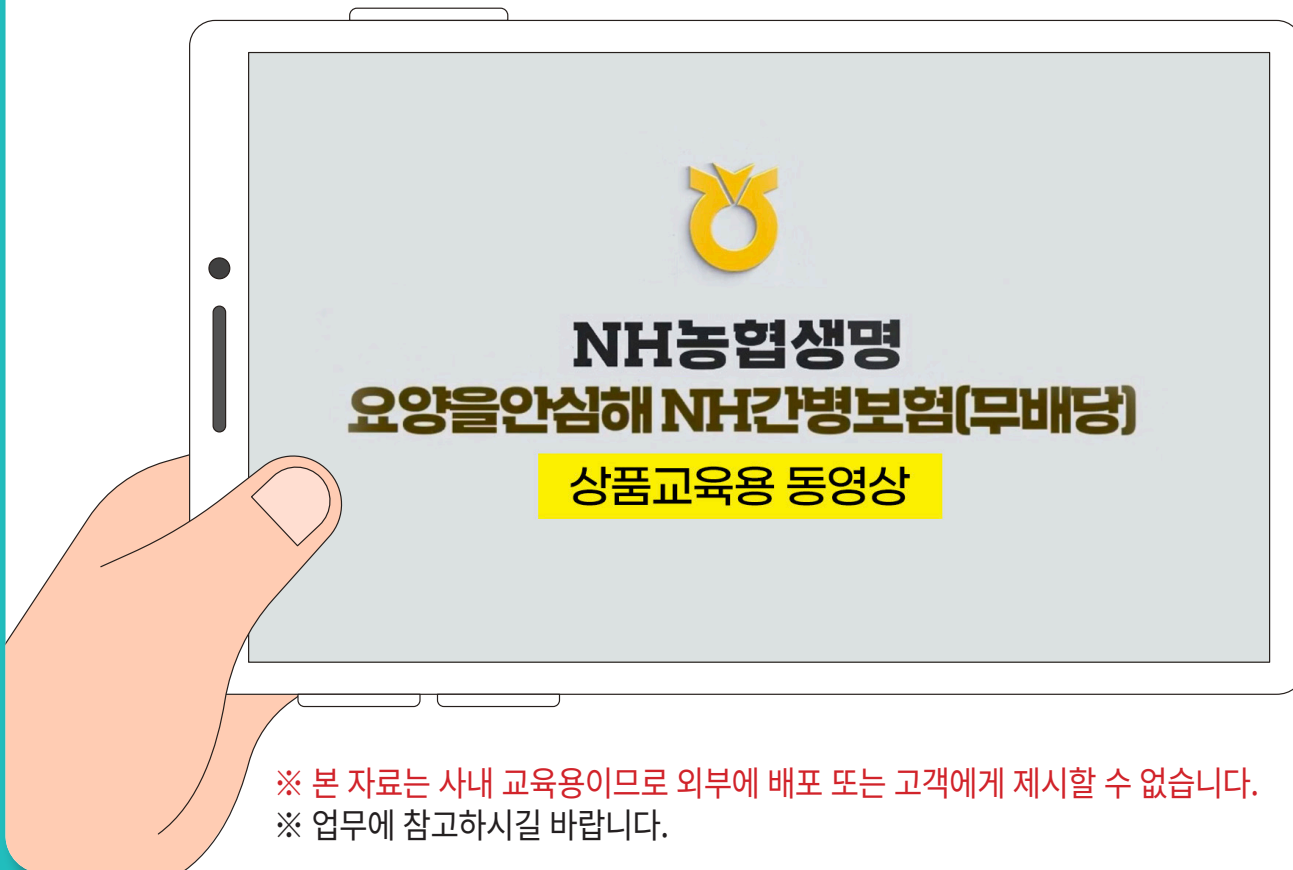 NH농협생명
요양을안심해 NH간병보험(무배당)
상품교육용 동영상
※ 본 자료는 사내 교육용이므로 외부에 배포 또는 고객에게 제시할 수 없습니다.
※ 업무에 참고하시길 바랍니다.